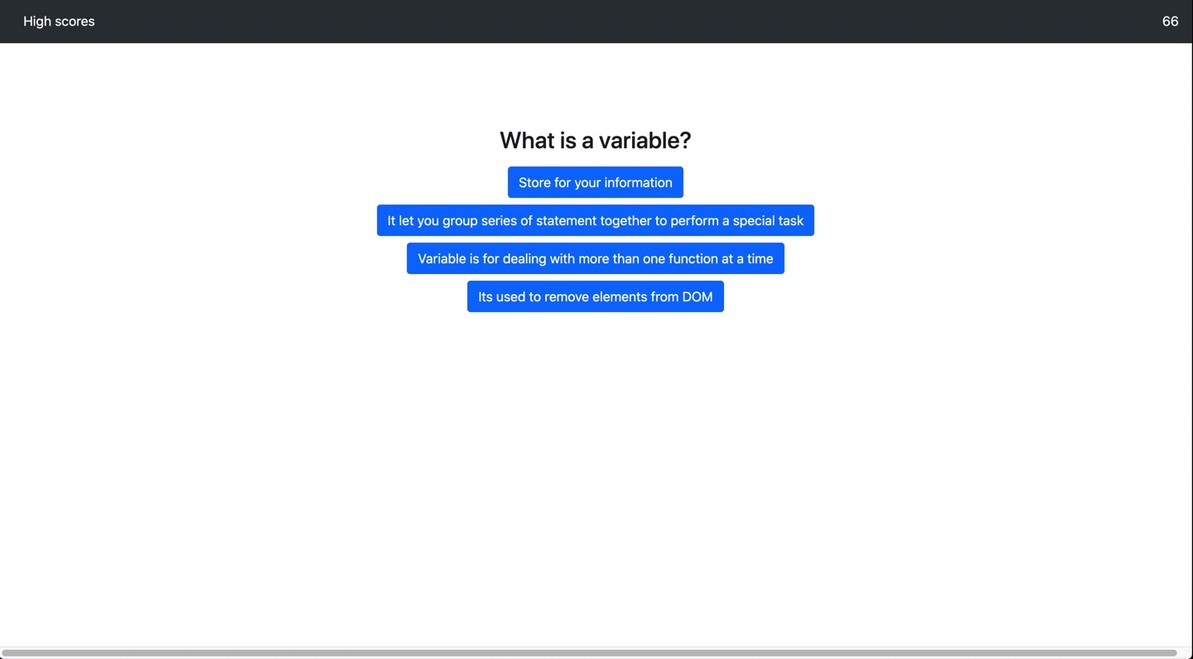 High scores 66
What is a variable?
Store for your information
It let you group series of statement together to perform a special task
Variable is for dealing with more than one function at a time
Its used to remove elements from DOM